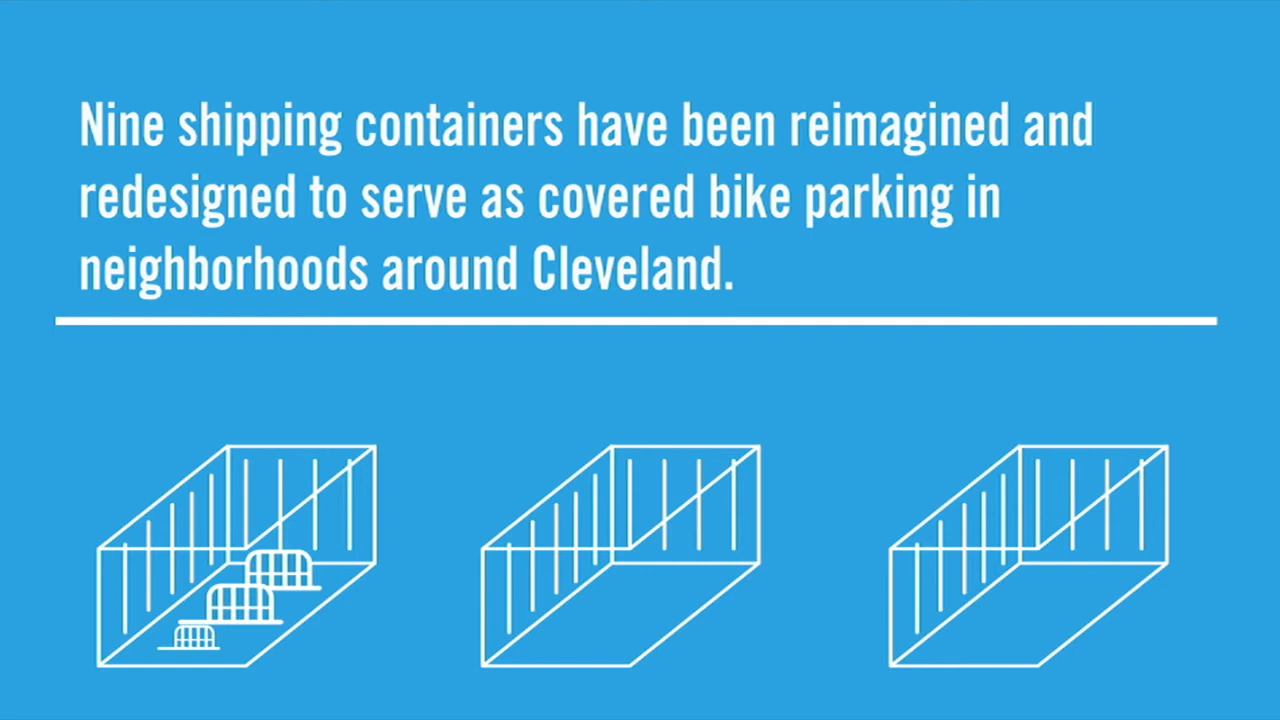 Nine shipping containers have been reimagined and
redesigned to serve as covered bike parking in
neighborhoods around Cleveland.